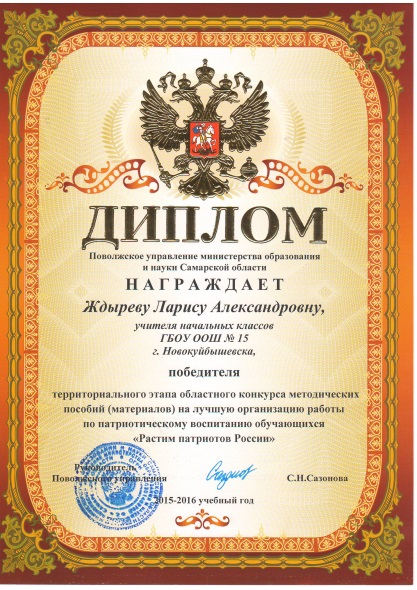 ДИПЛОМ
Поволжское управление министерства образования
и науки Самарской области
НАГРАЖДАЕТ
Ждыреву Ларису Александровну,
учителя начальных классов
ГБОУ ООШ № 15
г. Новокуйбышевска,
победителя
территориального этапа областного конкурса методических
пособий (материалов) на лучшую организацию работы
по патриотическому воспитанию обучающихся
«Растим патриотов России»
Руководитель
Поволжского управления
С.Н.Сазонова
2015-2016 учебный год